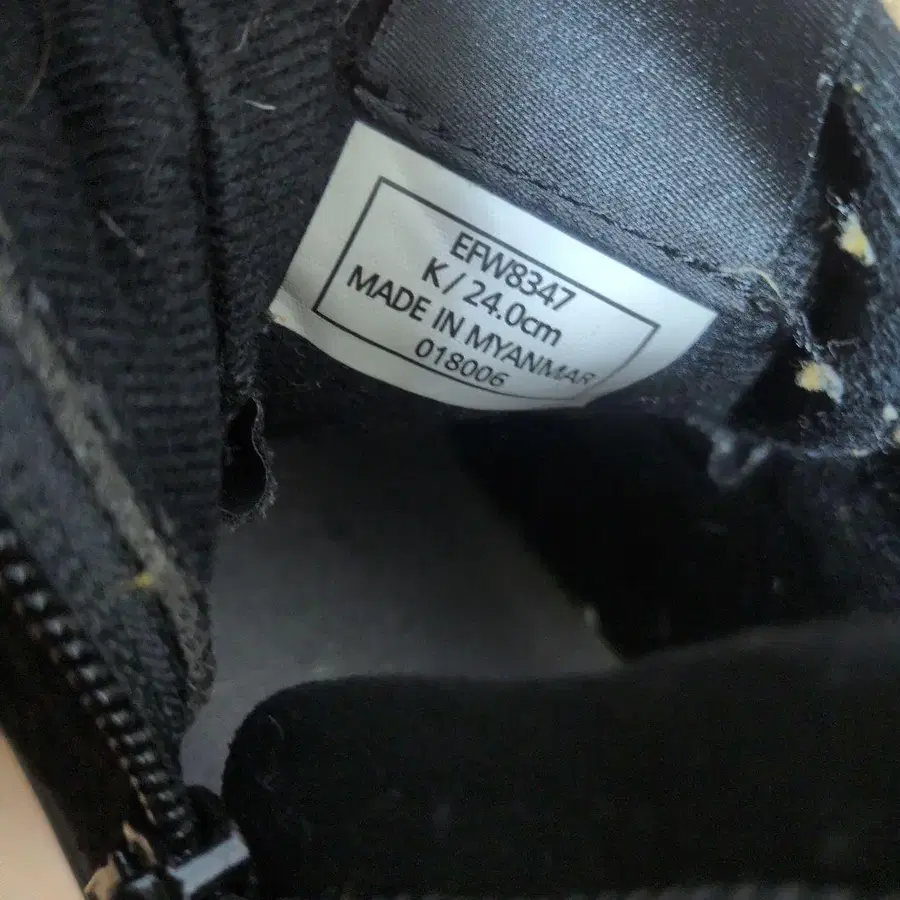 EFW8347
K / 24.0cm
MADE IN MYANMAR
018006